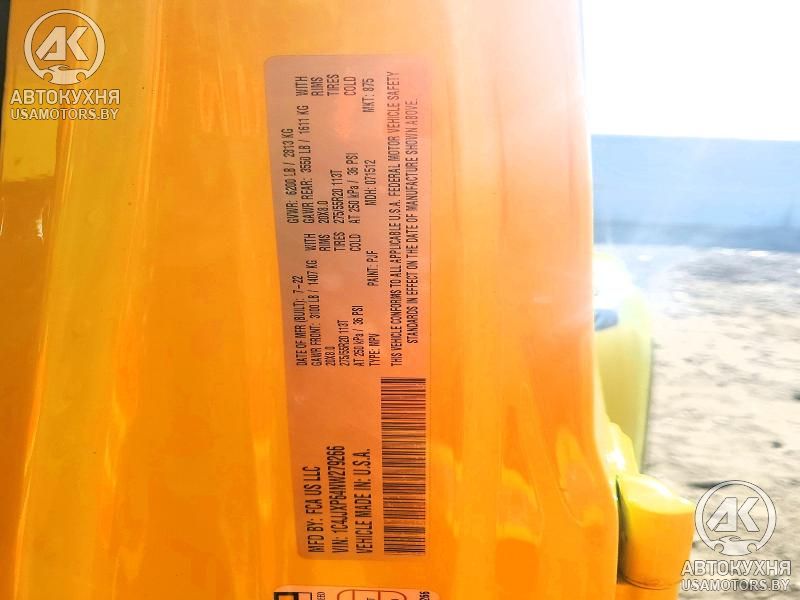 АВТОКУХНЯ
USAMOTORS.BY
MFD BY: FCA US LLC
VIN: 1C4JJXP64NW279266
VEHICLE MADE IN: U.S.A.
DATE OF MFR (BUILT): 7-22 GVWR: 6200 LB / 2813 KG
GAWR FRONT: 3100 LB / 1407 KG WITH GAWR REAR: 3550 LB / 1611 KG WITH
20X8.0 RIMS 20X8.0 RIMS
275/55R20 113T TIRES 275/55R20 113T TIRES
AT 250 kPa / 36 PSI COLD AT 250 kPa / 36 PSI COLD
TYPE: MPV PAINT: PJF MDH: 071512 MKT: 875
THIS VEHICLE CONFORMS TO ALL APPLICABLE U.S.A. FEDERAL MOTOR VEHICLE SAFETY
STANDARDS IN EFFECT ON THE DATE OF MANUFACTURE SHOWN ABOVE.
АВТОКУХНЯ
USAMOTORS.BY